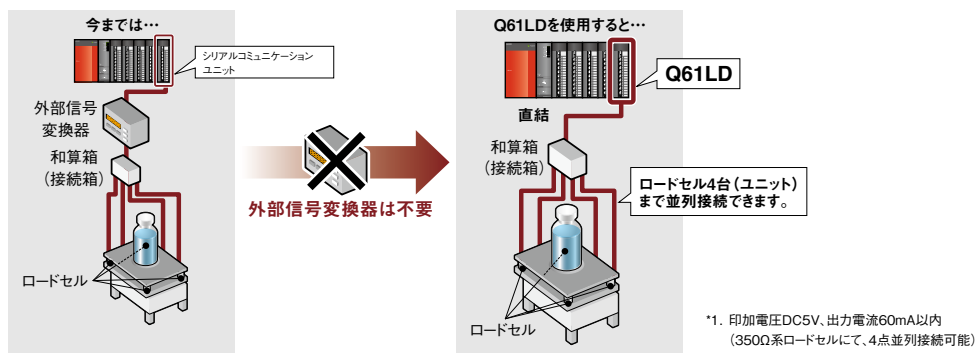 今までは…
シリアルコミュニケーション
ユニット
外部信号
変換器
和算箱
（接続箱）
ロードセル
外部信号変換器は不要
Q61LDを使用すると…
Q61LD
直結
和算箱
（接続箱）
ロードセル4台（ユニット）
まで並列接続できます。
ロードセル
*1. 印加電圧DC5V、出力電流60mA以内
（350Ω系ロードセルにて、4点並列接続可能）